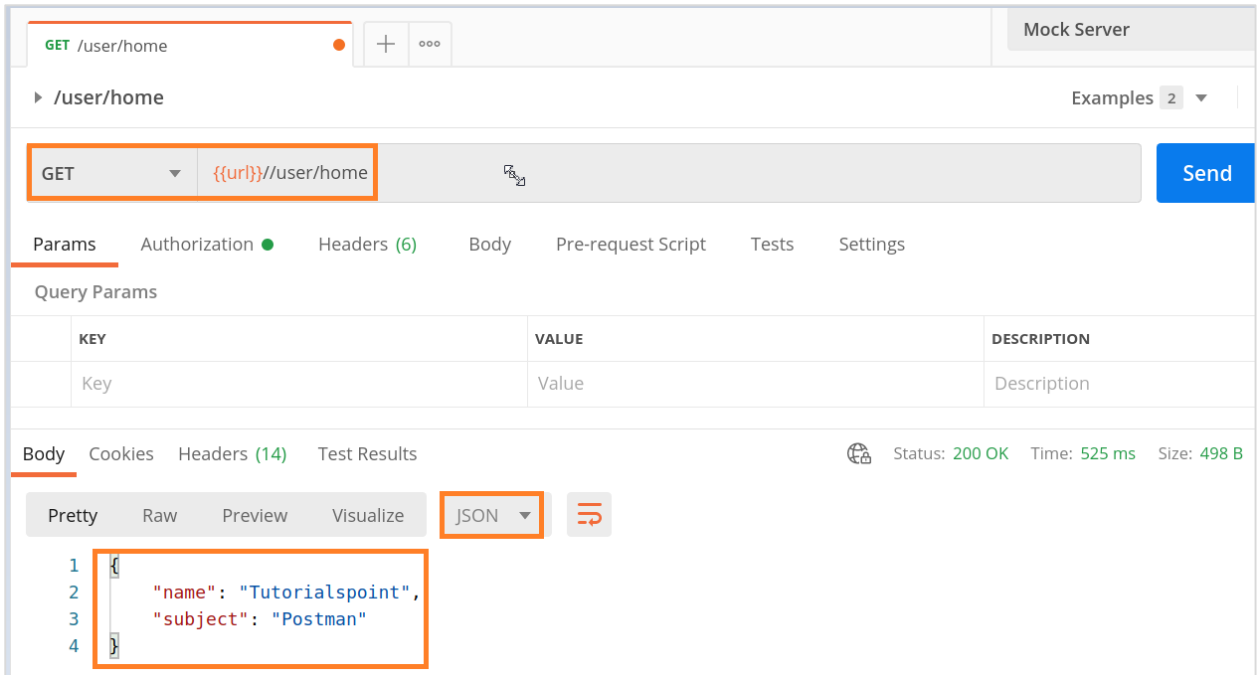 GET /user/home
Mock Server
/user/home
Examples 2
GET {{url}}//user/home Send
Params Authorization Headers (6) Body Pre-request Script Tests Settings
Query Params
KEY VALUE DESCRIPTION
Key Value Description
Body Cookies Headers (14) Test Results Status: 200 OK Time: 525 ms Size: 498 B
Pretty Raw Preview Visualize JSON
1 {
2 "name": "Tutorialspoint",
3 "subject": "Postman"
4 }